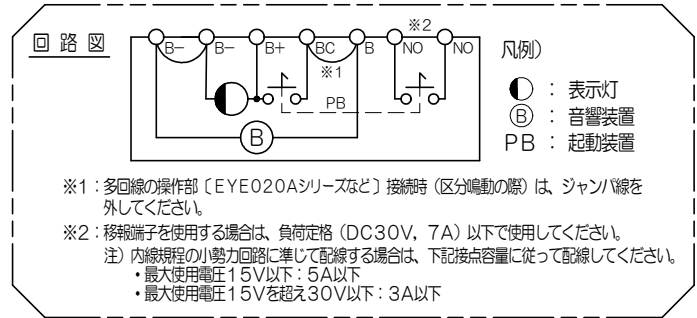 回路図
※2
B- B- B+ BC B NO NO
※1
PB
B
凡例)
◐ : 表示灯
Ⓑ : 音響装置
PB : 起動装置
※1:多回線の操作部〔EYE020Aシリーズなど〕接続時(区分鳴動の際)は、ジャンパ線を
外してください。
※2:移報端子を使用する場合は、負荷定格(DC30V,7A)以下で使用してください。
注)内線規程の小勢力回路に準じて配線する場合は、下記接点容量に従って配線してください。
・最大使用電圧15V以下:5A以下
・最大使用電圧15Vを超え30V以下:3A以下